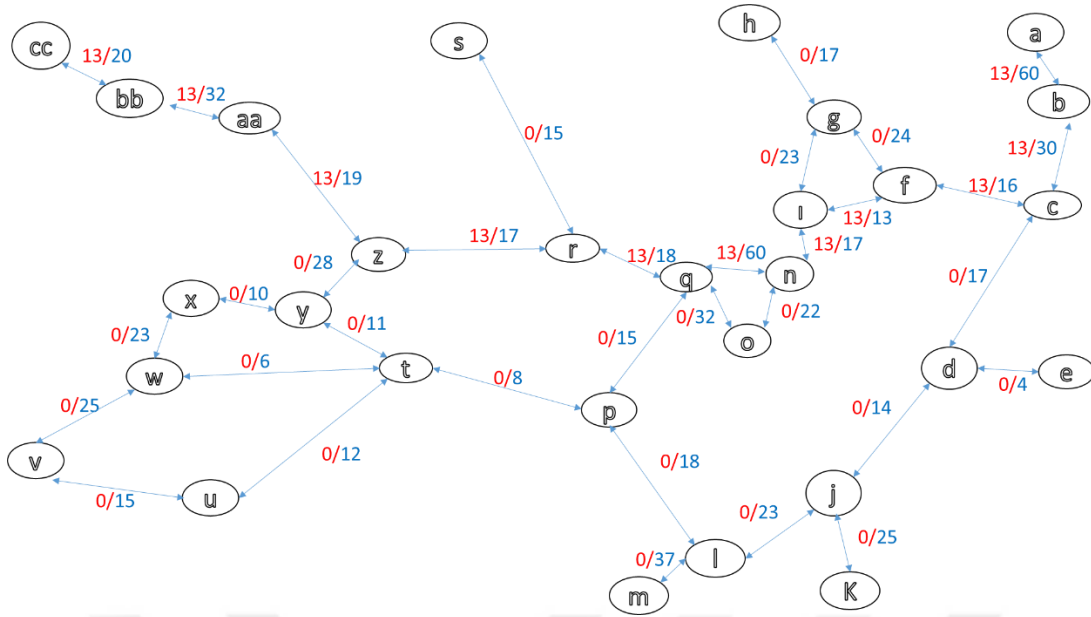 h
a
cc
s
13/20
0/17
13/60
bb
13/32
b
aa
g
0/15
0/24
13/30
0/23
f
13/19
13/16
ı
c
13/13
13/17
13/60
13/17
z
r
13/18
0/28
q
n
0/17
x
0/10
y
0/32
0/22
0/11
0/15
o
0/23
0/6
t
d
e
w
0/8
0/4
0/25
p
0/14
0/12
v
0/18
u
j
0/15
0/23
0/25
l
0/37
m
K